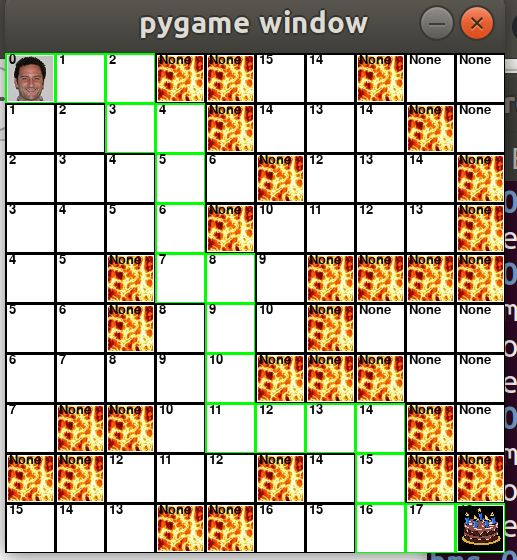 pygame window
0 1 2 None None 15 14 None None None
1 2 3 4 None 14 13 14 None None
2 3 4 5 6 None 12 13 14 None
3 4 5 6 None 10 11 12 13 None
4 5 None 7 8 9 None None None None
5 6 None 8 9 10 None None None None
6 7 8 9 10 None None None None None
7 None None 10 11 12 13 14 None None
None None 12 11 12 None 14 15 None None
15 14 13 None None 16 15 16 17